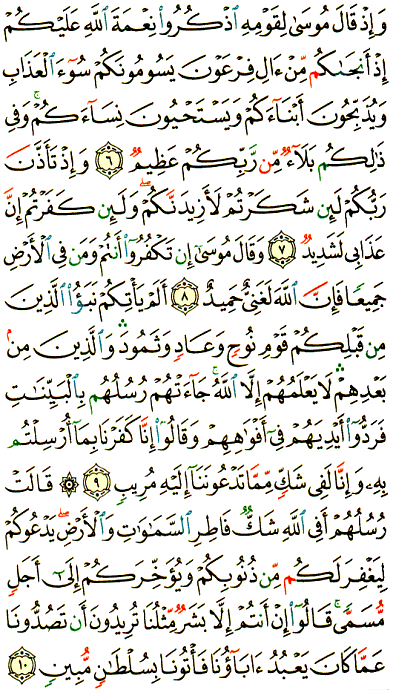 وَإِذْ قَالَ مُوسَىٰ لِقَوْمِهِ ٱذْكُرُوا۟ نِعْمَةَ ٱللَّهِ عَلَيْكُمْ
إِذْ أَنجَىٰكُم مِّنْ ءَالِ فِرْعَوْنَ يَسُومُونَكُمْ سُوٓءَ ٱلْعَذَابِ
وَيُذَبِّحُونَ أَبْنَآءَكُمْ وَيَسْتَحْيُونَ نِسَآءَكُمْ ۚ وَفِى
ذَٰلِكُم بَلَآءٌ مِّن رَّبِّكُمْ عَظِيمٌ ٦ وَإِذْ تَأَذَّنَ
رَبُّكُمْ لَئِن شَكَرْتُمْ لَأَزِيدَنَّكُمْ ۖ وَلَئِن كَفَرْتُمْ إِنَّ
عَذَابِى لَشَدِيدٌ ٧ وَقَالَ مُوسَىٰٓ إِن تَكْفُرُوٓا۟ أَنتُمْ وَمَن فِى ٱلْأَرْضِ
جَمِيعًا فَإِنَّ ٱللَّهَ لَغَنِىٌّ حَمِيدٌ ٨ أَلَمْ يَأْتِكُمْ نَبَؤُا۟ ٱلَّذِينَ
مِن قَبْلِكُمْ قَوْمِ نُوحٍ وَعَادٍ وَثَمُودَ ۛ وَٱلَّذِينَ مِنۢ
بَعْدِهِمْ ۛ لَا يَعْلَمُهُمْ إِلَّا ٱللَّهُ ۚ جَآءَتْهُمْ رُسُلُهُم بِٱلْبَيِّنَٰتِ
فَرَدُّوٓا۟ أَيْدِيَهُمْ فِىٓ أَفْوَٰهِهِمْ وَقَالُوٓا۟ إِنَّا كَفَرْنَا بِمَآ أُرْسِلْتُم
بِهِۦ وَإِنَّا لَفِى شَكٍّ مِّمَّا تَدْعُونَنَآ إِلَيْهِ مُرِيبٍ ٩ ۞ قَالَتْ
رُسُلُهُمْ أَفِى ٱللَّهِ شَكٌّ فَاطِرِ ٱلسَّمَٰوَٰتِ وَٱلْأَرْضِ ۖ يَدْعُوكُمْ
لِيَغْفِرَ لَكُم مِّن ذُنُوبِكُمْ وَيُؤَخِّرَكُمْ إِلَىٰٓ أَجَلٍ
مُّسَمًّى ۚ قَالُوٓا۟ إِنْ أَنتُمْ إِلَّا بَشَرٌ مِّثْلُنَا تُرِيدُونَ أَن تَصُدُّونَا
عَمَّا كَانَ يَعْبُدُ ءَابَآؤُنَا فَأْتُونَا بِسُلْطَٰنٍ مُّبِينٍ ١٠